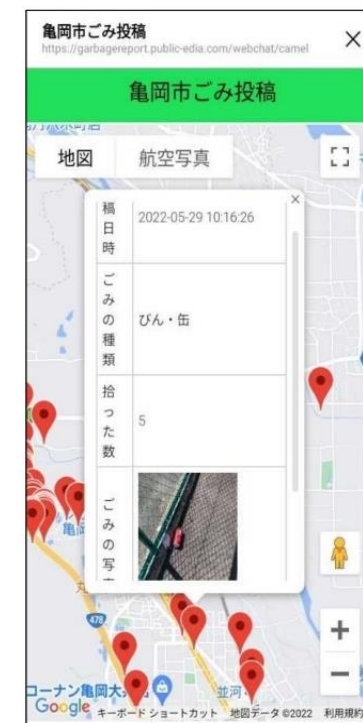 亀岡市ごみ投稿
https://garbagereport.public-edia.com/webchat/camel
亀岡市ごみ投稿
地図
航空写真
稿日時
2022-05-29 10:16:26
ごみの種類
びん・缶
拾った数
5
ごみの写
478
コーナン亀岡大
並河
Google
キーボード ショートカット
地図データ ©2022
利用規約